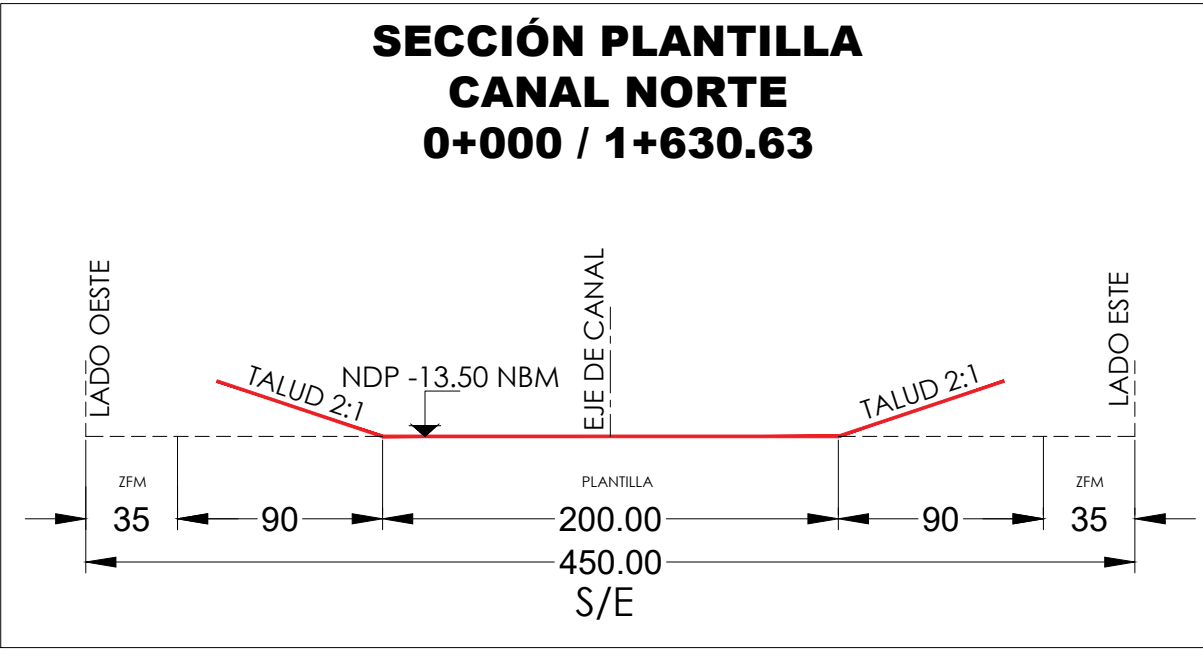 SECCIÓN PLANTILLA
CANAL NORTE
0+000 / 1+630.63
LADO OESTE
TALUD 2:1
NDP -13.50 NBM
EJE DE CANAL
TALUD 2:1
LADO ESTE
ZFM
PLANTILLA
ZFM
35
90
200.00
90
35
450.00
S/E